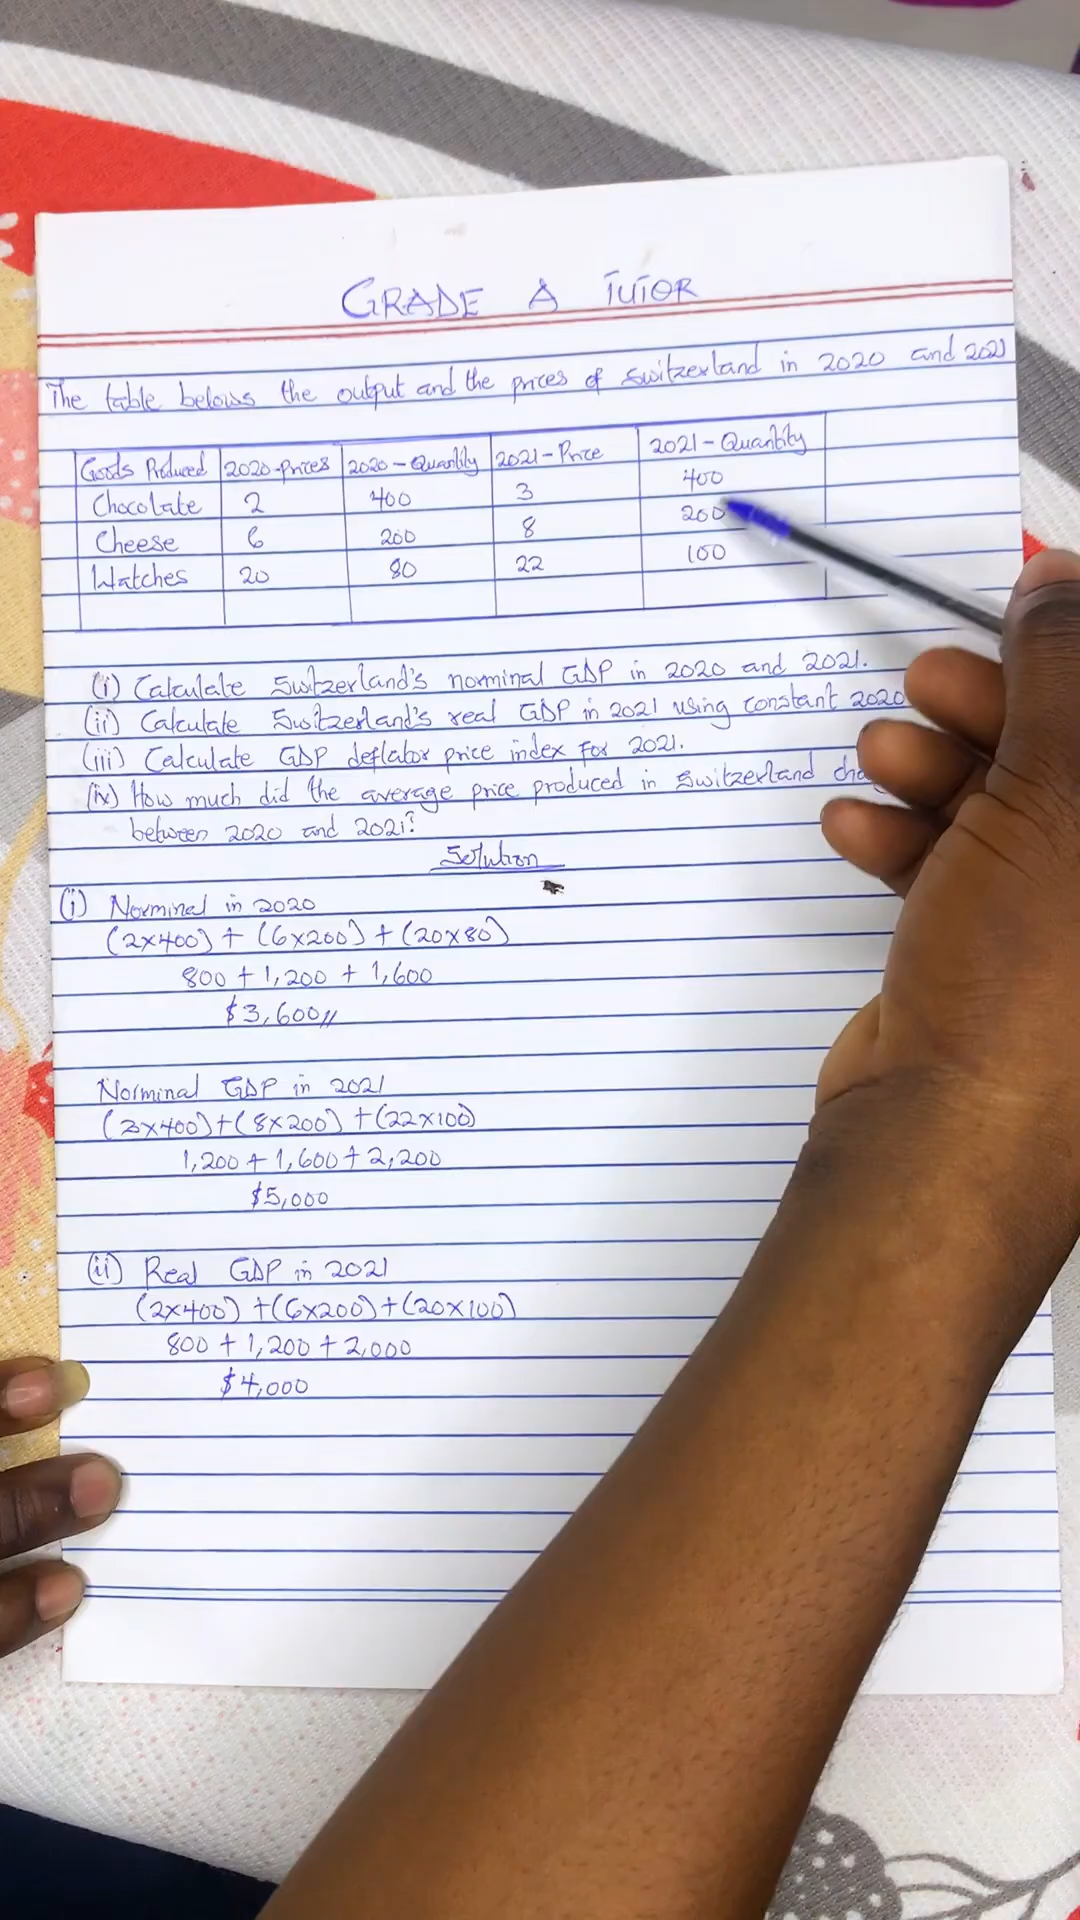 GRADE A TUTOR
The table belows the output and the prices of Switzerland in 2020 and 2021
Goods Produced 2020-prices 2020-Quantity 2021-Price 2021-Quantity
Chocolate 2 400 3 400
Cheese 6 200 8 200
Watches 20 80 22 100
(i) Calculate Switzerland's nominal GDP in 2020 and 2021.
(ii) Calculate Switzerland's real GDP in 2021 using constant 2020
(iii) Calculate GDP deflator price index For 2021.
(iv) How much did the average price produced in Switzerland
between 2020 and 2021?
Solution
(i) Norminal in 2020
(2x400) + (6x200) + (20x80)
800 + 1,200 + 1,600
$3,600//
Norminal GDP in 2021
(3x400)+(8x200)+(22x100)
1,200 + 1,600 + 2,200
$5,000
(ii) Real GDP in 2021
(2x400) +(6x200)+(20x100)
800 + 1,200 + 2,000
$4,000